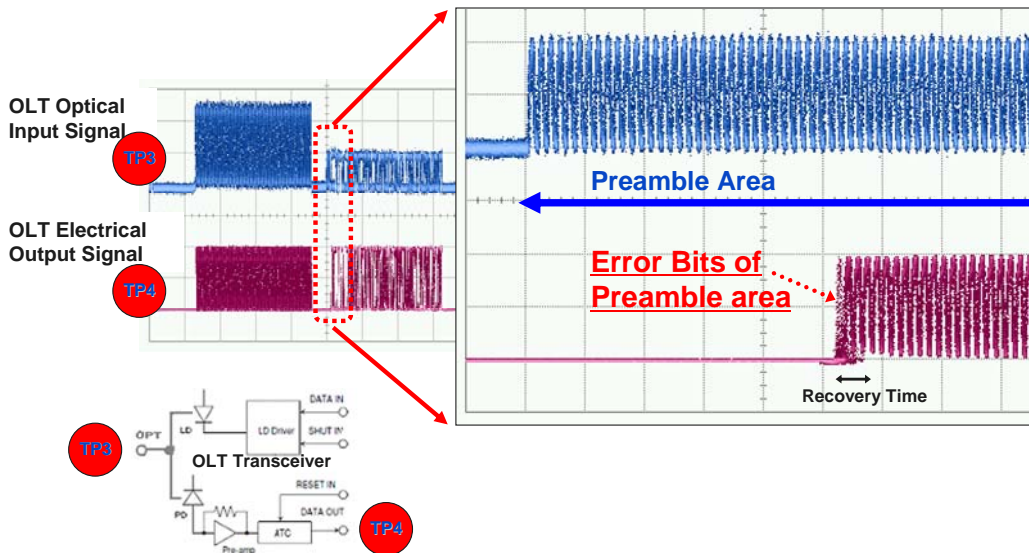 OLT Optical
Input Signal
TP3
OLT Electrical
Output Signal
TP4
Preamble Area
Error Bits of
Preamble area
Recovery Time
TP3
OPT
LD
LD Driver
DATA IN
SHUT IN
OLT Transceiver
PD
Pre-amp
ATC
RESET IN
DATA OUT
TP4